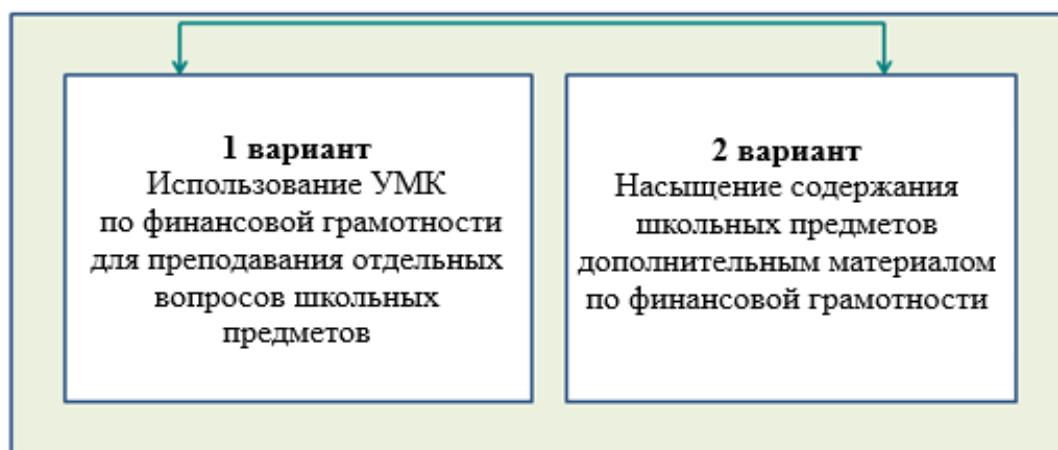 1 вариант
Использование УМК
по финансовой грамотности
для преподавания отдельных
вопросов школьных
предметов
2 вариант
Насыщение содержания
школьных предметов
дополнительным материалом
по финансовой грамотности